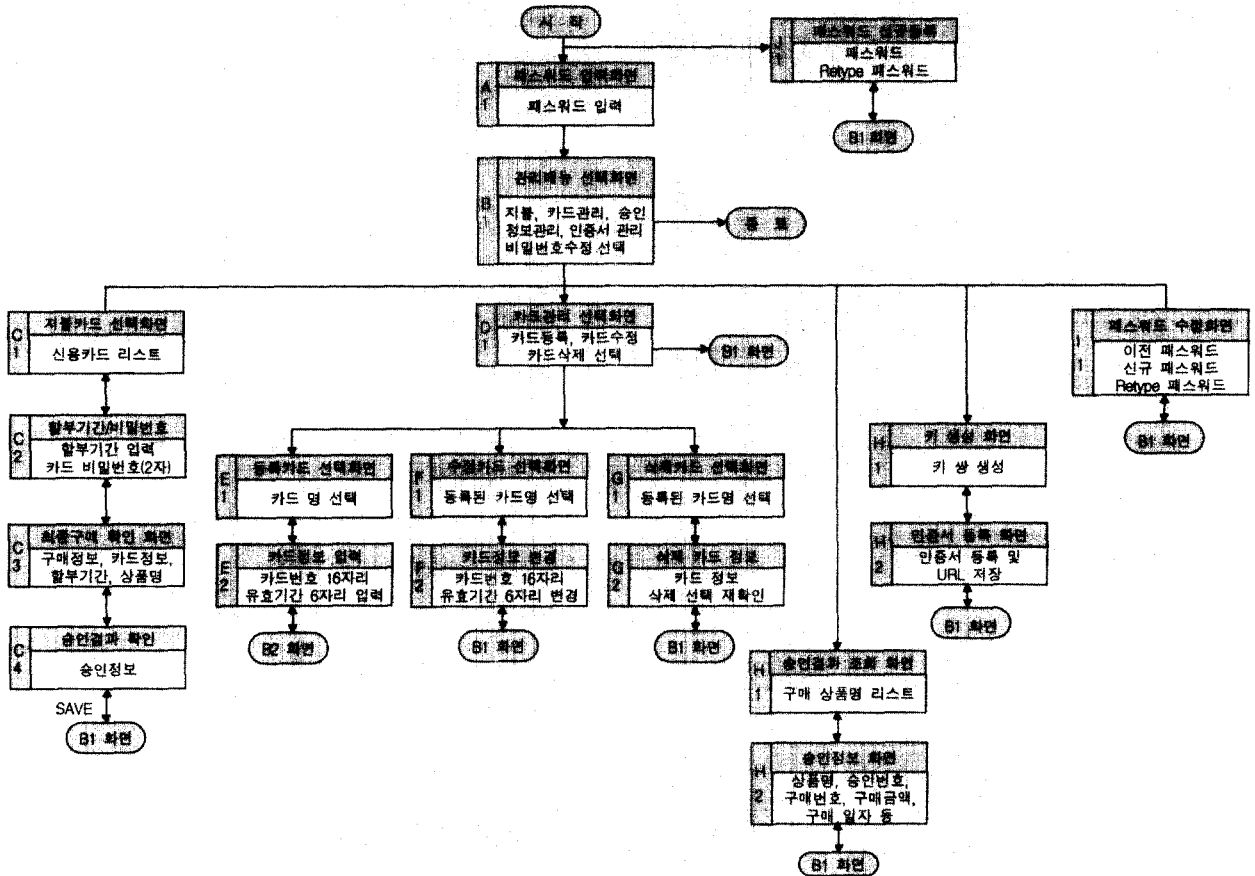 시 작
J
1
패스워드 신규등록
패스워드
Retype 패스워드
B1 화면
A
1
패스워드 입력화면
패스워드 입력
B
1
관리메뉴 선택화면
지불, 카드관리, 승인
정보관리, 인증서 관리
비밀번호수정 선택
종 료
C
1
지불카드 선택화면
신용카드 리스트
C
2
할부기간/비밀번호
할부기간 입력
카드 비밀번호(2자)
C
3
최종구매 확인 화면
구매정보, 카드정보,
할부기간, 상품명
C
4
승인결과 확인
승인정보
SAVE
B1 화면
D
1
카드관리 선택화면
카드등록, 카드수정
카드삭제 선택
B1 화면
E
1
등록카드 선택화면
카드 명 선택
E
2
카드정보 입력
카드번호 16자리
유효기간 6자리 입력
B2 화면
F
1
수정카드 선택화면
등록된 카드명 선택
F
2
카드정보 변경
카드번호 16자리
유효기간 6자리 변경
B1 화면
G
1
삭제카드 선택화면
등록된 카드명 선택
G
2
삭제 카드 정보
카드 정보
삭제 선택 재확인
B1 화면
H
1
승인결과 조회 화면
구매 상품명 리스트
H
2
승인정보 화면
상품명, 승인번호,
구매번호, 구매금액,
구매 일자 등
B1 화면
H
1
키 생성 화면
키 쌍 생성
H
2
인증서 등록 화면
인증서 등록 및
URL 저장
B1 화면
I
1
패스워드 수정화면
이전 패스워드
신규 패스워드
Retype 패스워드
B1 화면